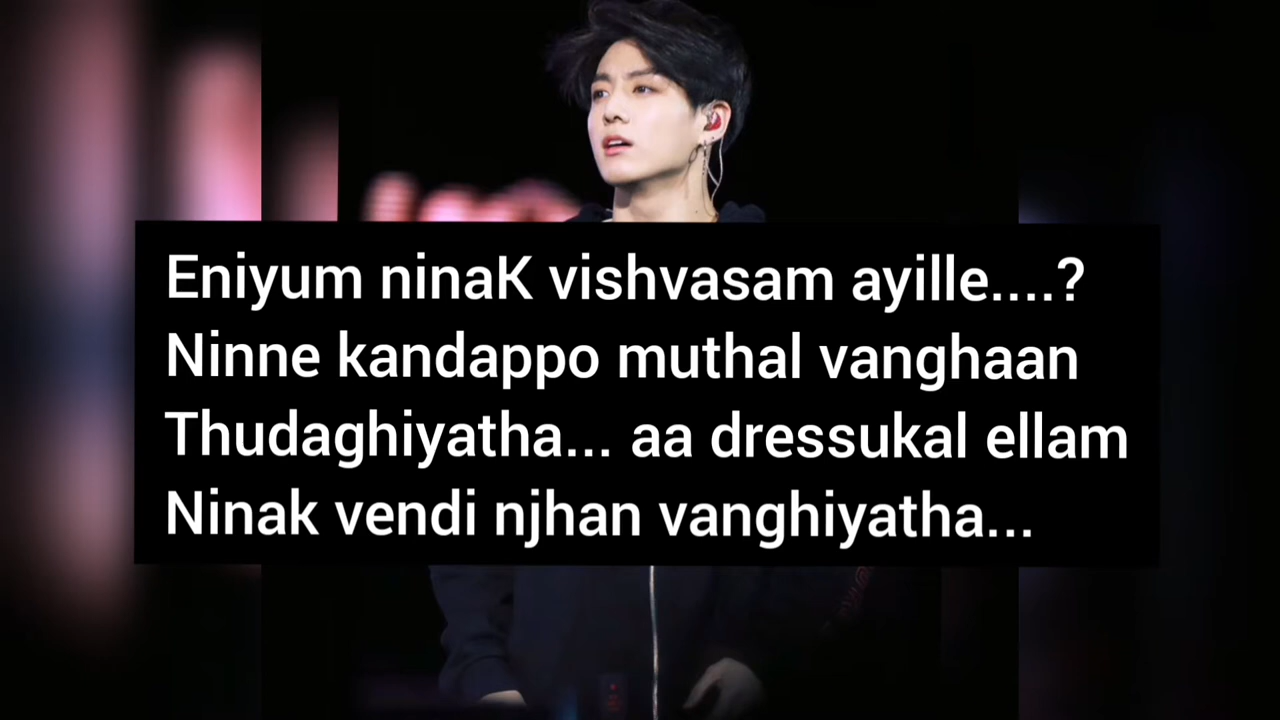 Eniyum ninaK vishvasam ayille....?
Ninne kandappo muthal vanghaan
Thudaghiyatha... aa dressukal ellam
Ninak vendi njhan vanghiyatha...